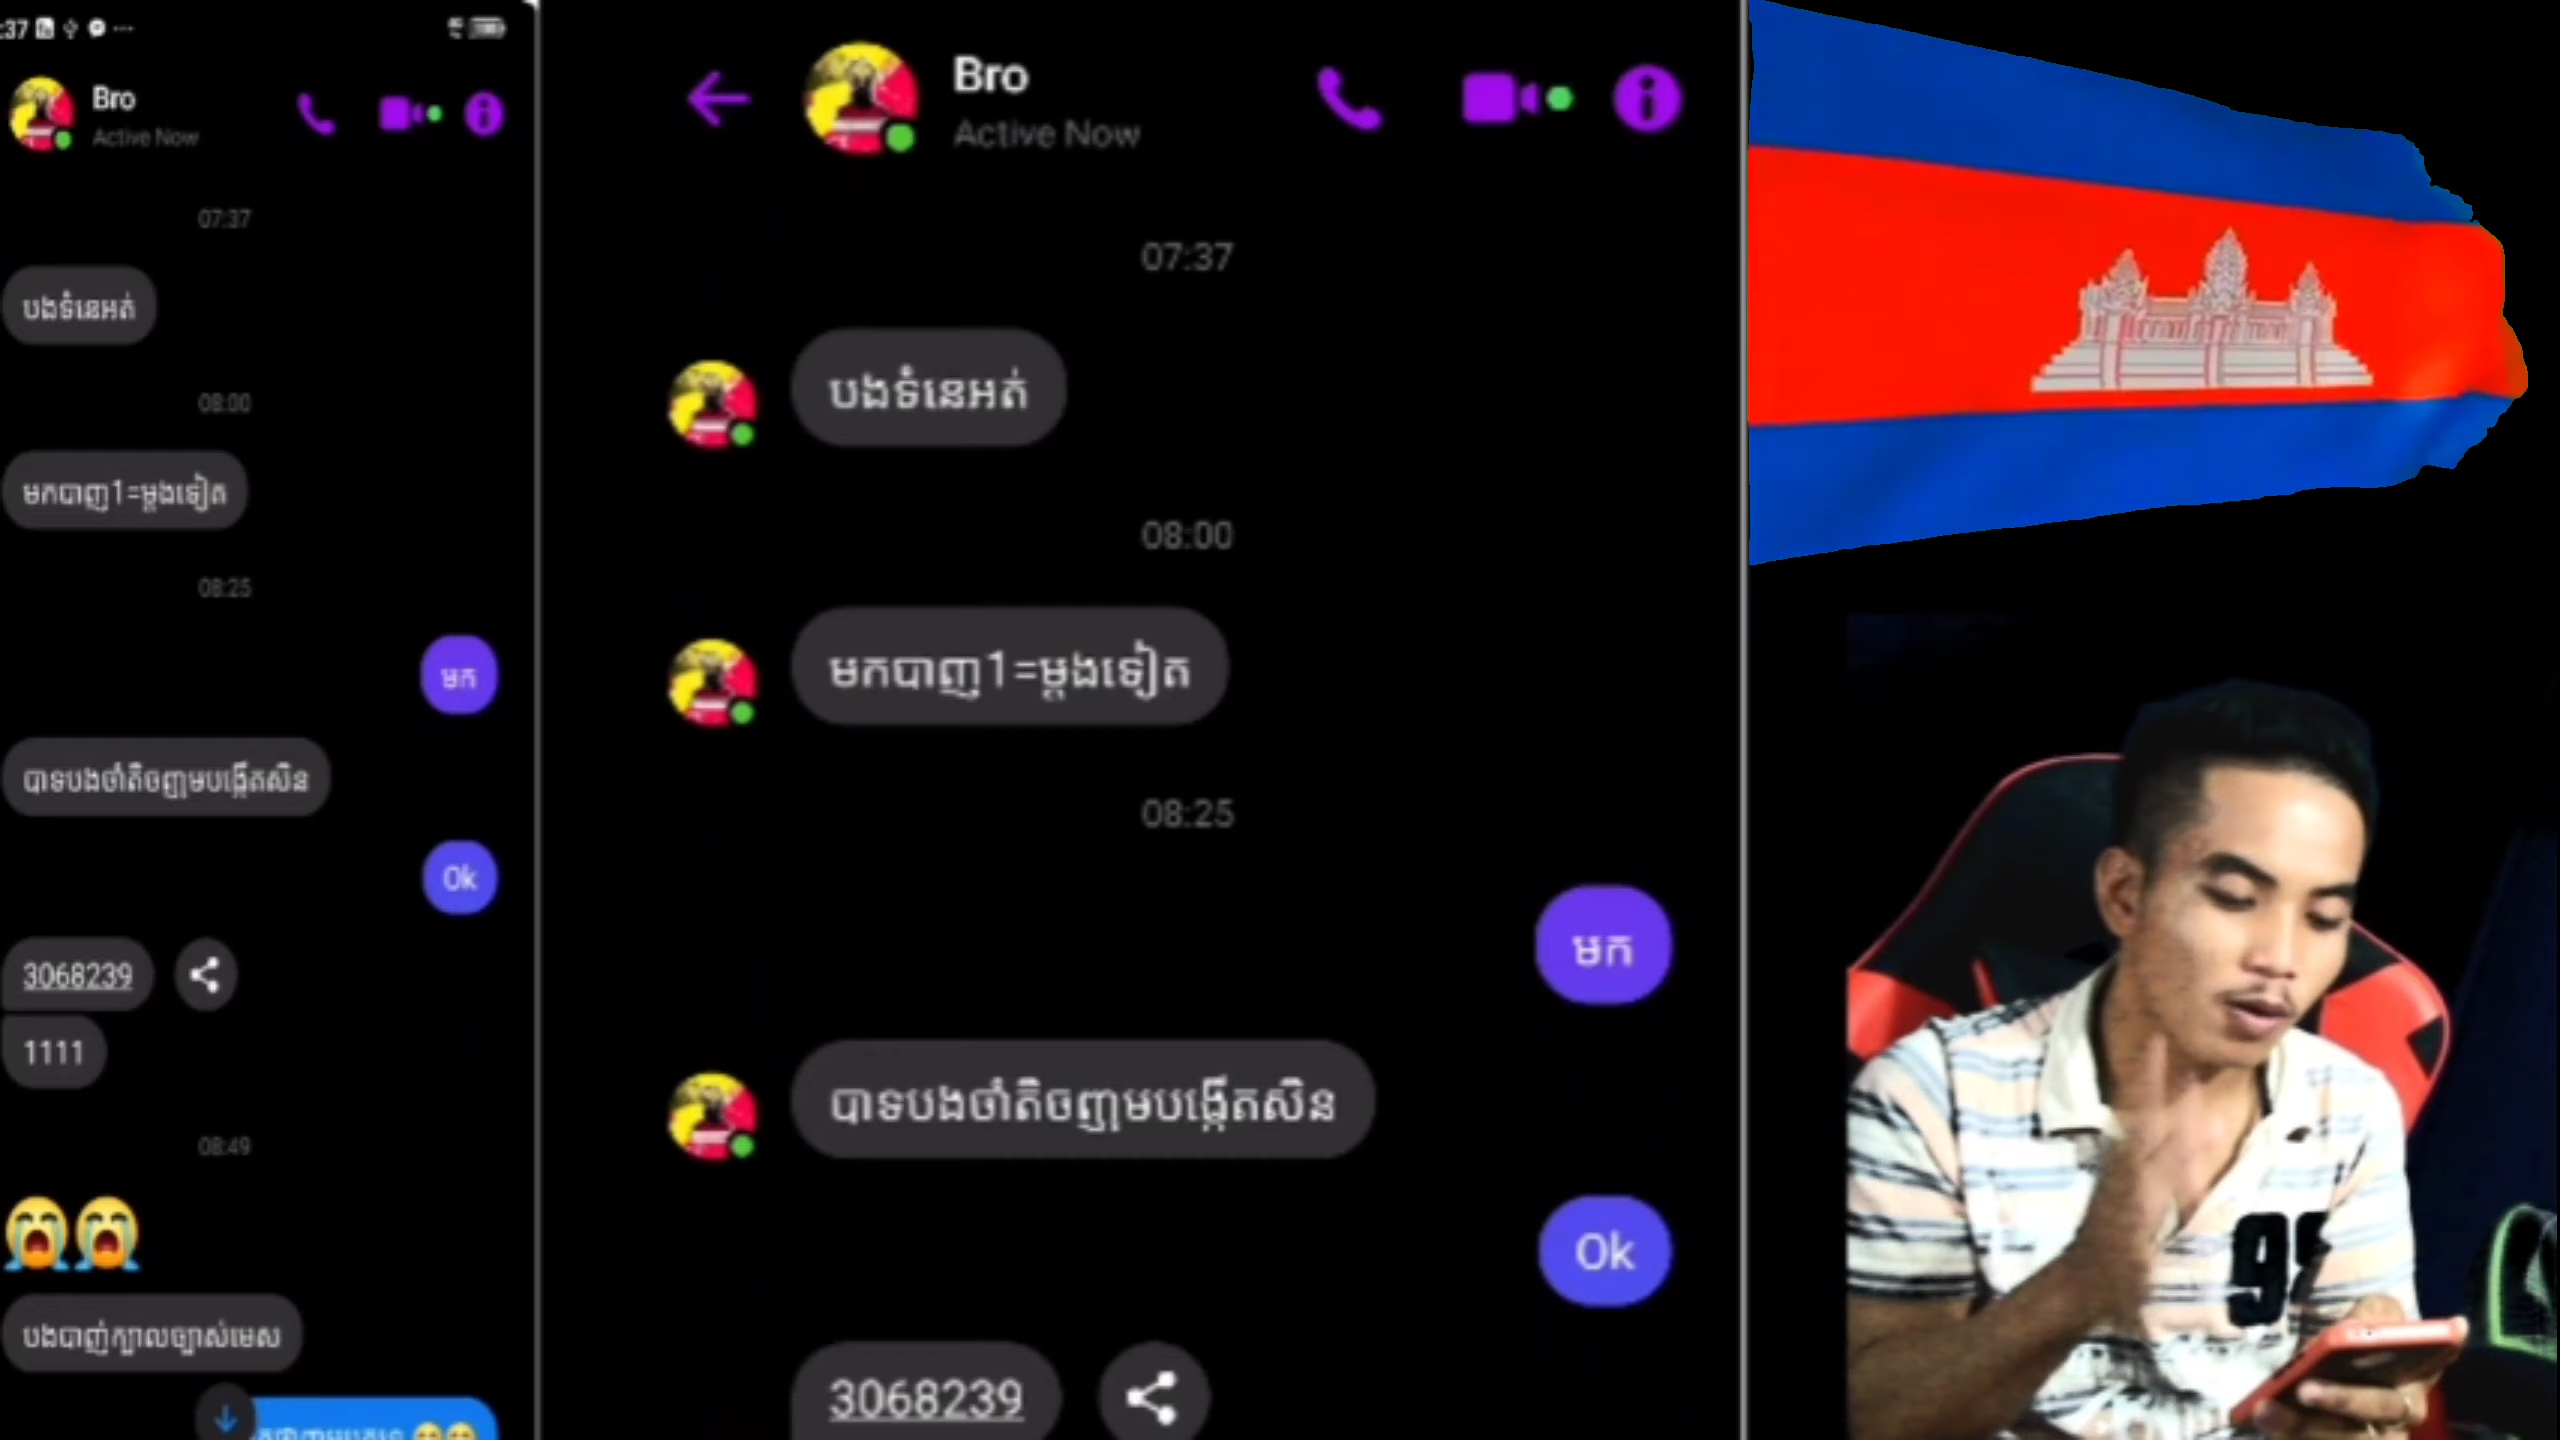 :37
Bro
Active Now
07:37
បងទំនេអត់
08:00
មកបាញ1=ម្ដងទៀត
08:25
មក
បាទបងចាំតិចញុមបង្កើតសិន
Ok
3068239
1111
08:49
😭😭
បងបាញ់ក្បាលច្បាស់មេស
Bro
Active Now
07:37
បងទំនេអត់
08:00
មកបាញ1=ម្ដងទៀត
08:25
មក
បាទបងចាំតិចញុមបង្កើតសិន
Ok
3068239